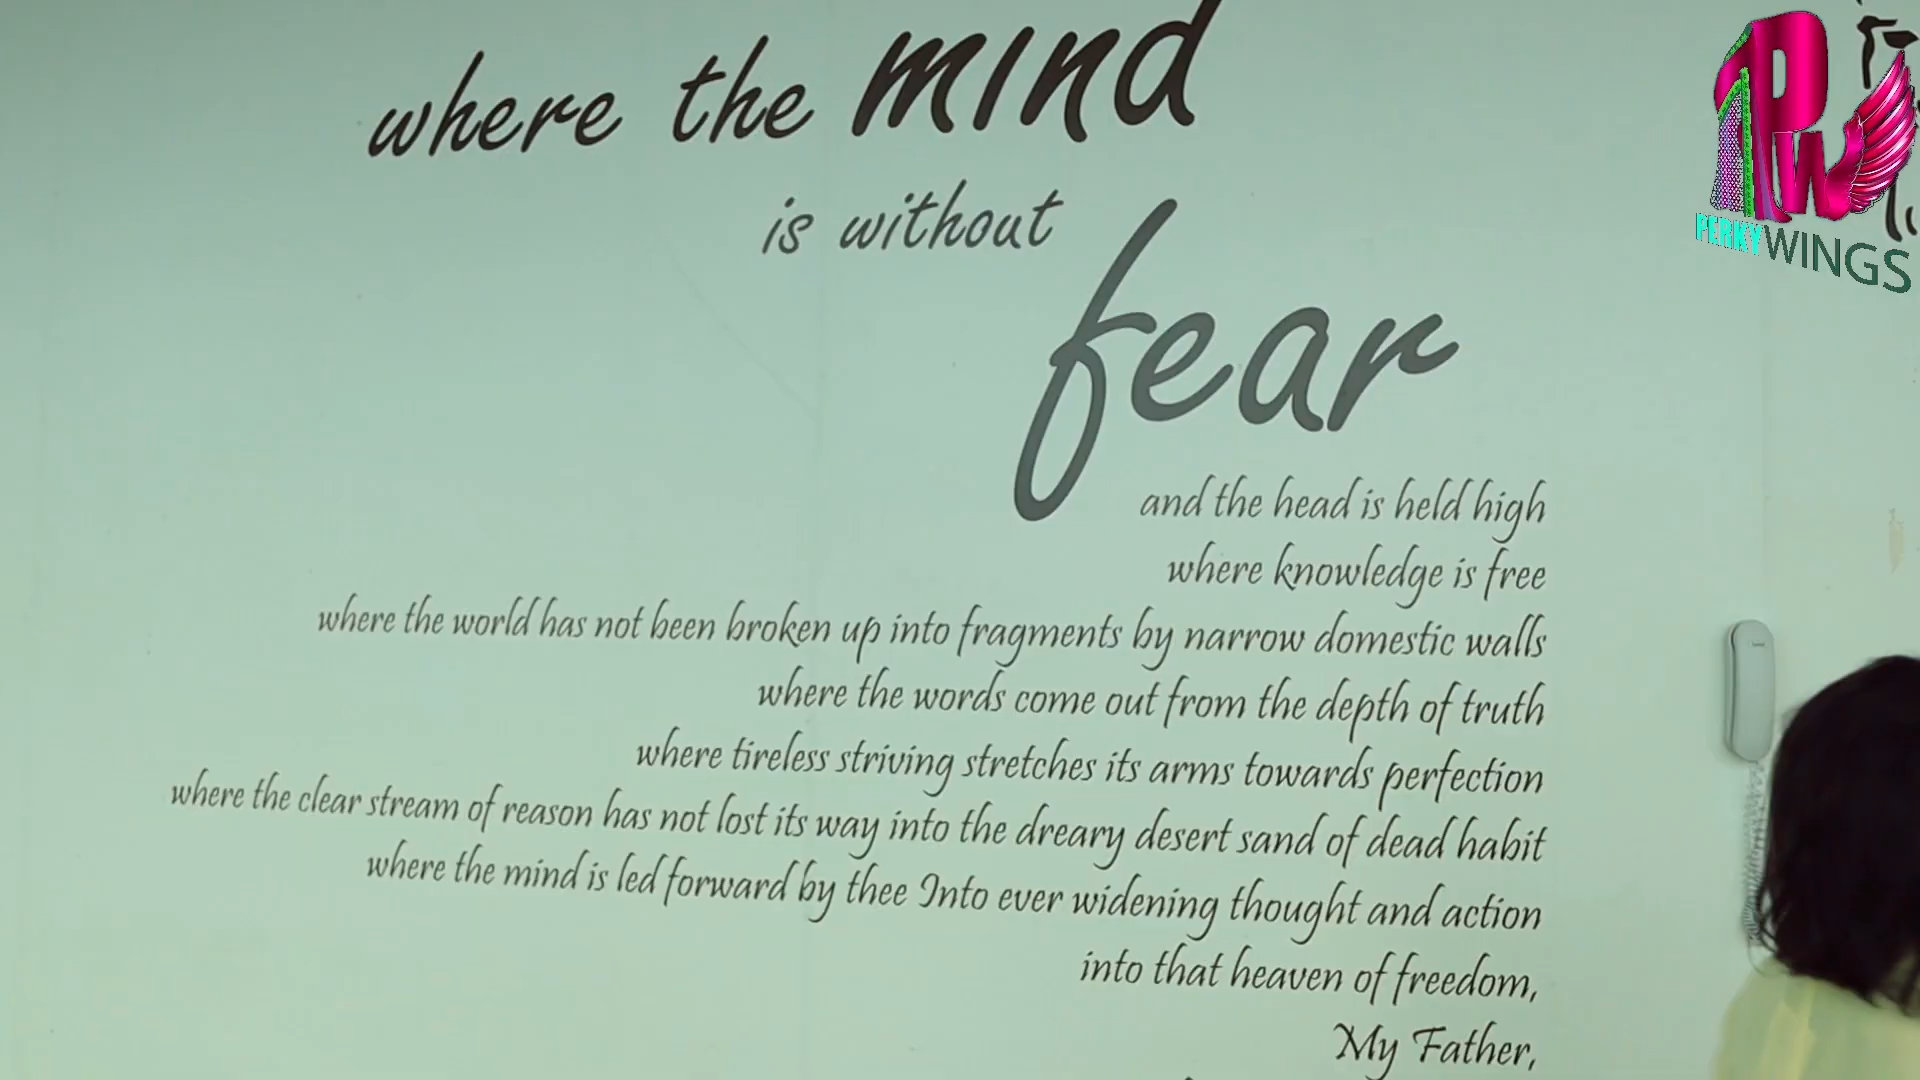 where the mind
is without
fear
and the head is held high
where knowledge is free
where the world has not been broken up into fragments by narrow domestic walls
where the words come out from the depth of truth
where tireless striving stretches its arms towards perfection
where the clear stream of reason has not lost its way into the dreary desert sand of dead habit
where the mind is led forward by thee Into ever widening thought and action
into that heaven of freedom,
My Father,
PW
PERKYWINGS